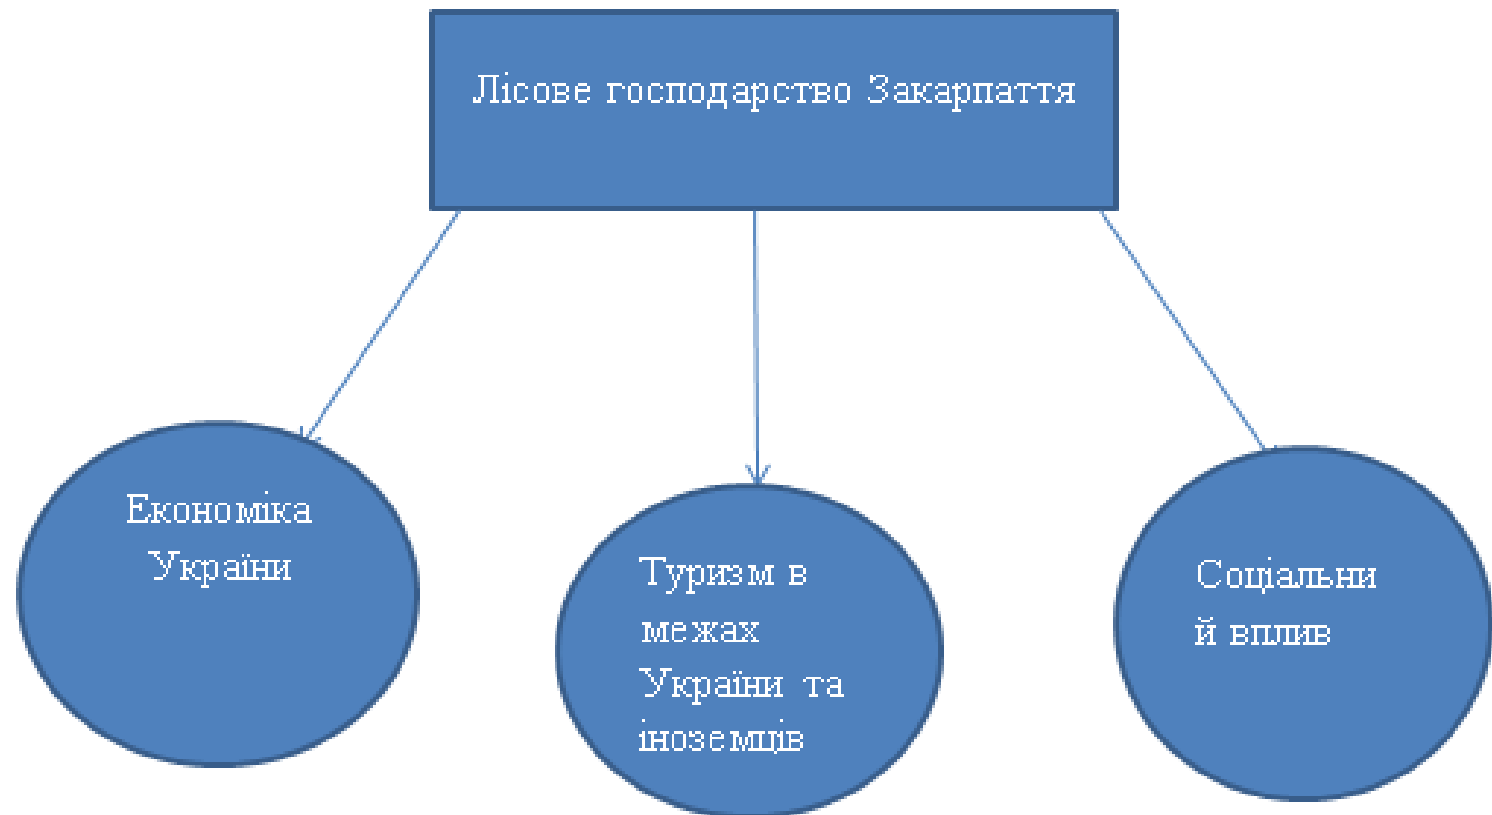 Лісове господарство Закарпаття
Економіка
України
Туризм в
межах
України та
іноземців
Соціальни
й вплив